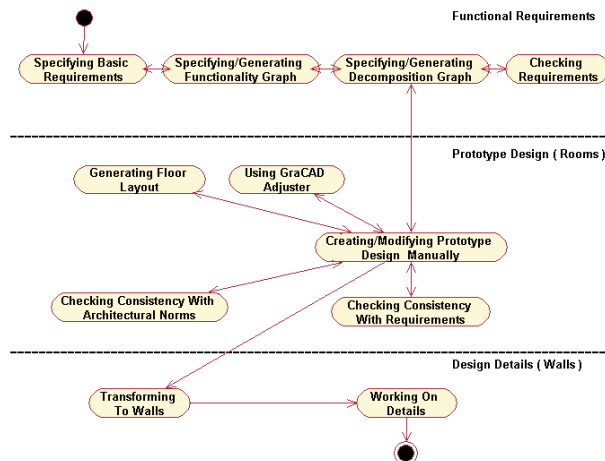 Functional Requirements
Specifying Basic
Requirements
Specifying/Generating
Functionality Graph
Specifying/Generating
Decomposition Graph
Checking
Requirements
Prototype Design ( Rooms )
Generating Floor
Layout
Using GraCAD
Adjuster
Creating/Modifying Prototype
Design Manually
Checking Consistency With
Architectural Norms
Checking Consistency
With Requirements
Design Details ( Walls )
Transforming
To Walls
Working On
Details